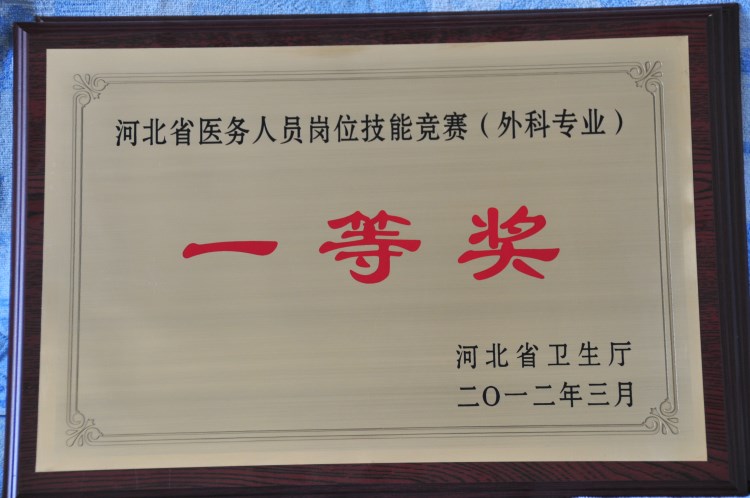 河北省医务人员岗位技能竞赛（外科专业）
一等奖
河北省卫生厅
二〇一二年三月